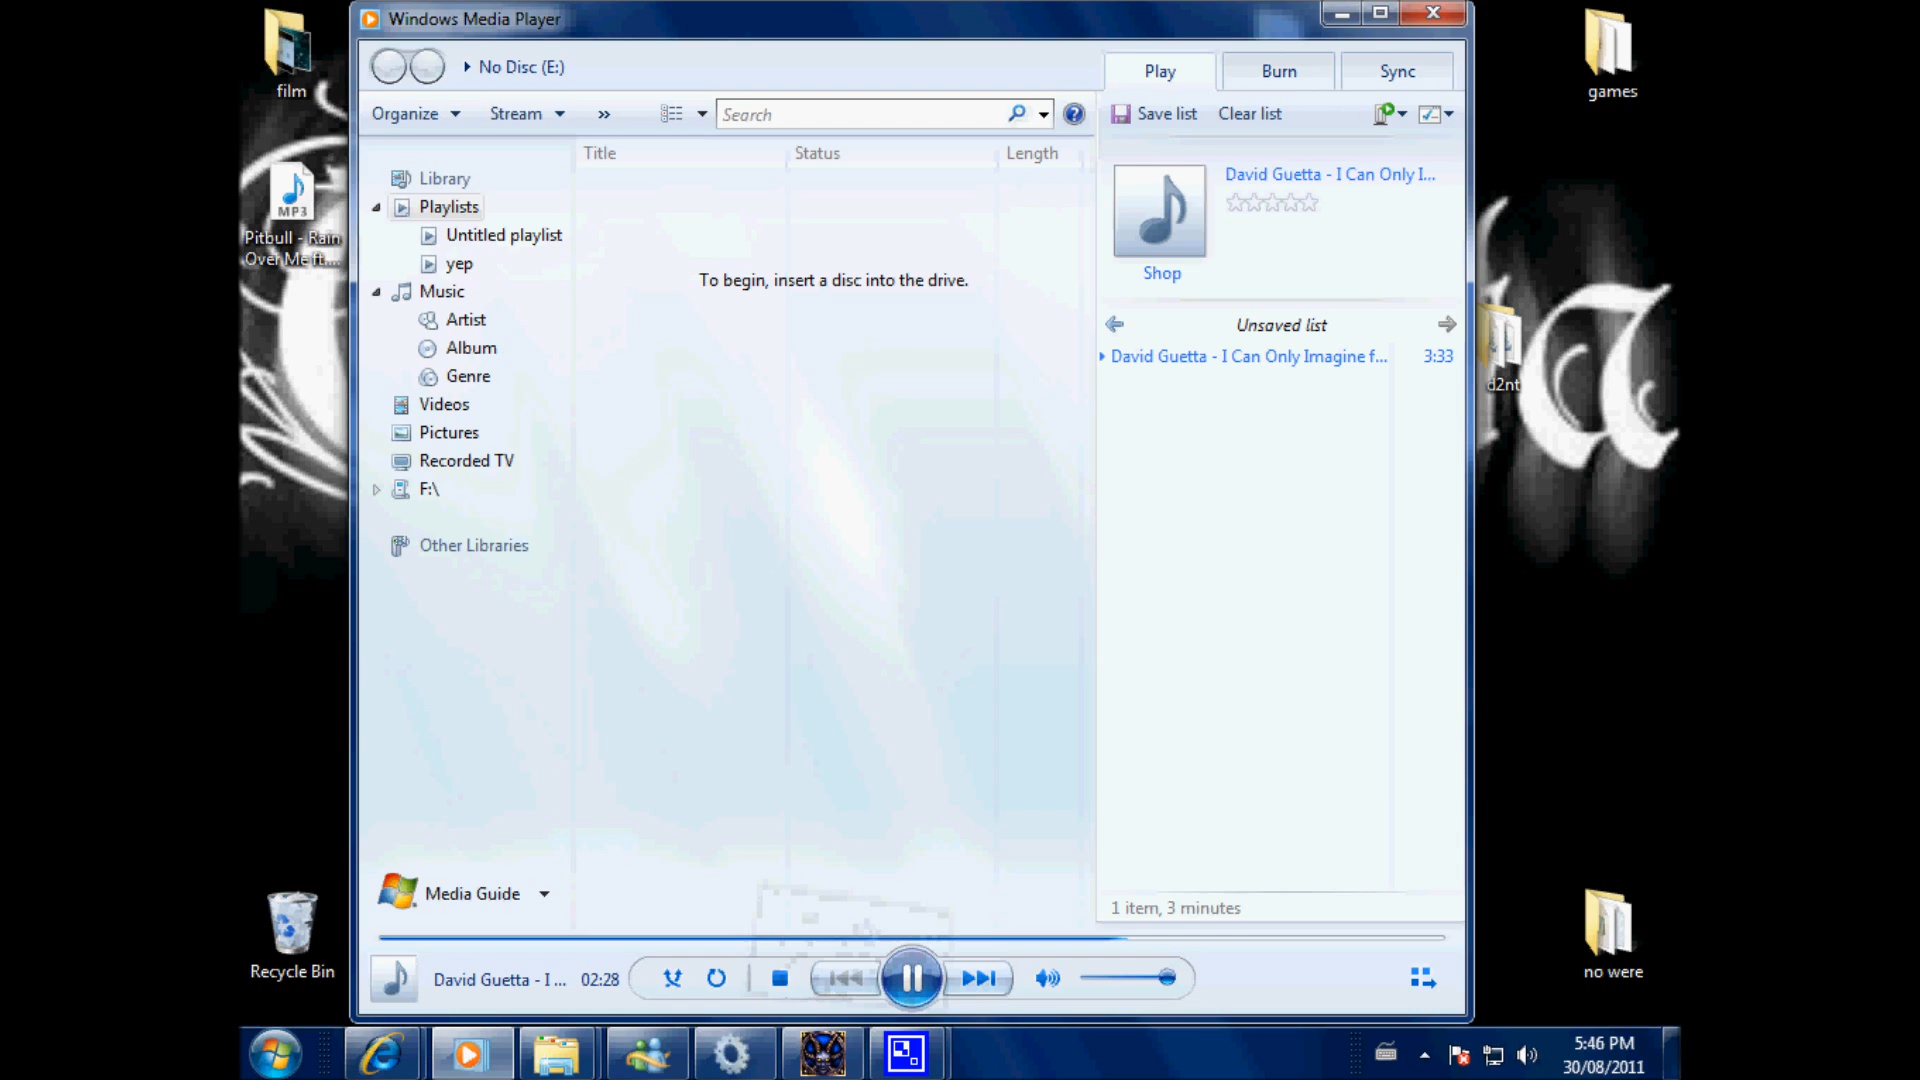 Windows Media Player
film
games
No Disc (E:)
Play
Burn
Sync
Organize
Stream
»
Search
Save list
Clear list
Title
Status
Length
David Guetta - I Can Only I...
Library
Playlists
Untitled playlist
yep
MP3
Pitbull - Rain
Over Me ft....
To begin, insert a disc into the drive.
Shop
Music
Artist
Album
Genre
Videos
Pictures
Recorded TV
F:\
Other Libraries
Unsaved list
David Guetta - I Can Only Imagine f...
3:33
d2nt
Media Guide
1 item, 3 minutes
Recycle Bin
no were
David Guetta - I ...
02:28
5:46 PM
30/08/2011